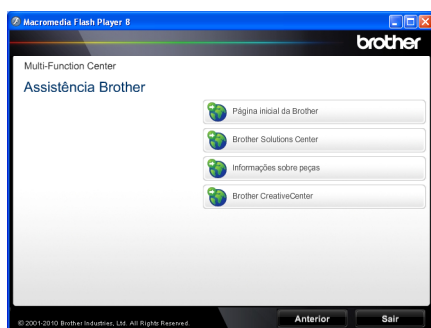 Macromedia Flash Player 8
brother
Multi-Function Center
Assistência Brother
Página inicial da Brother
Brother Solutions Center
Informações sobre peças
Brother CreativeCenter
© 2001-2010 Brother Industries, Ltd. All Rights Reserved.
Anterior
Sair